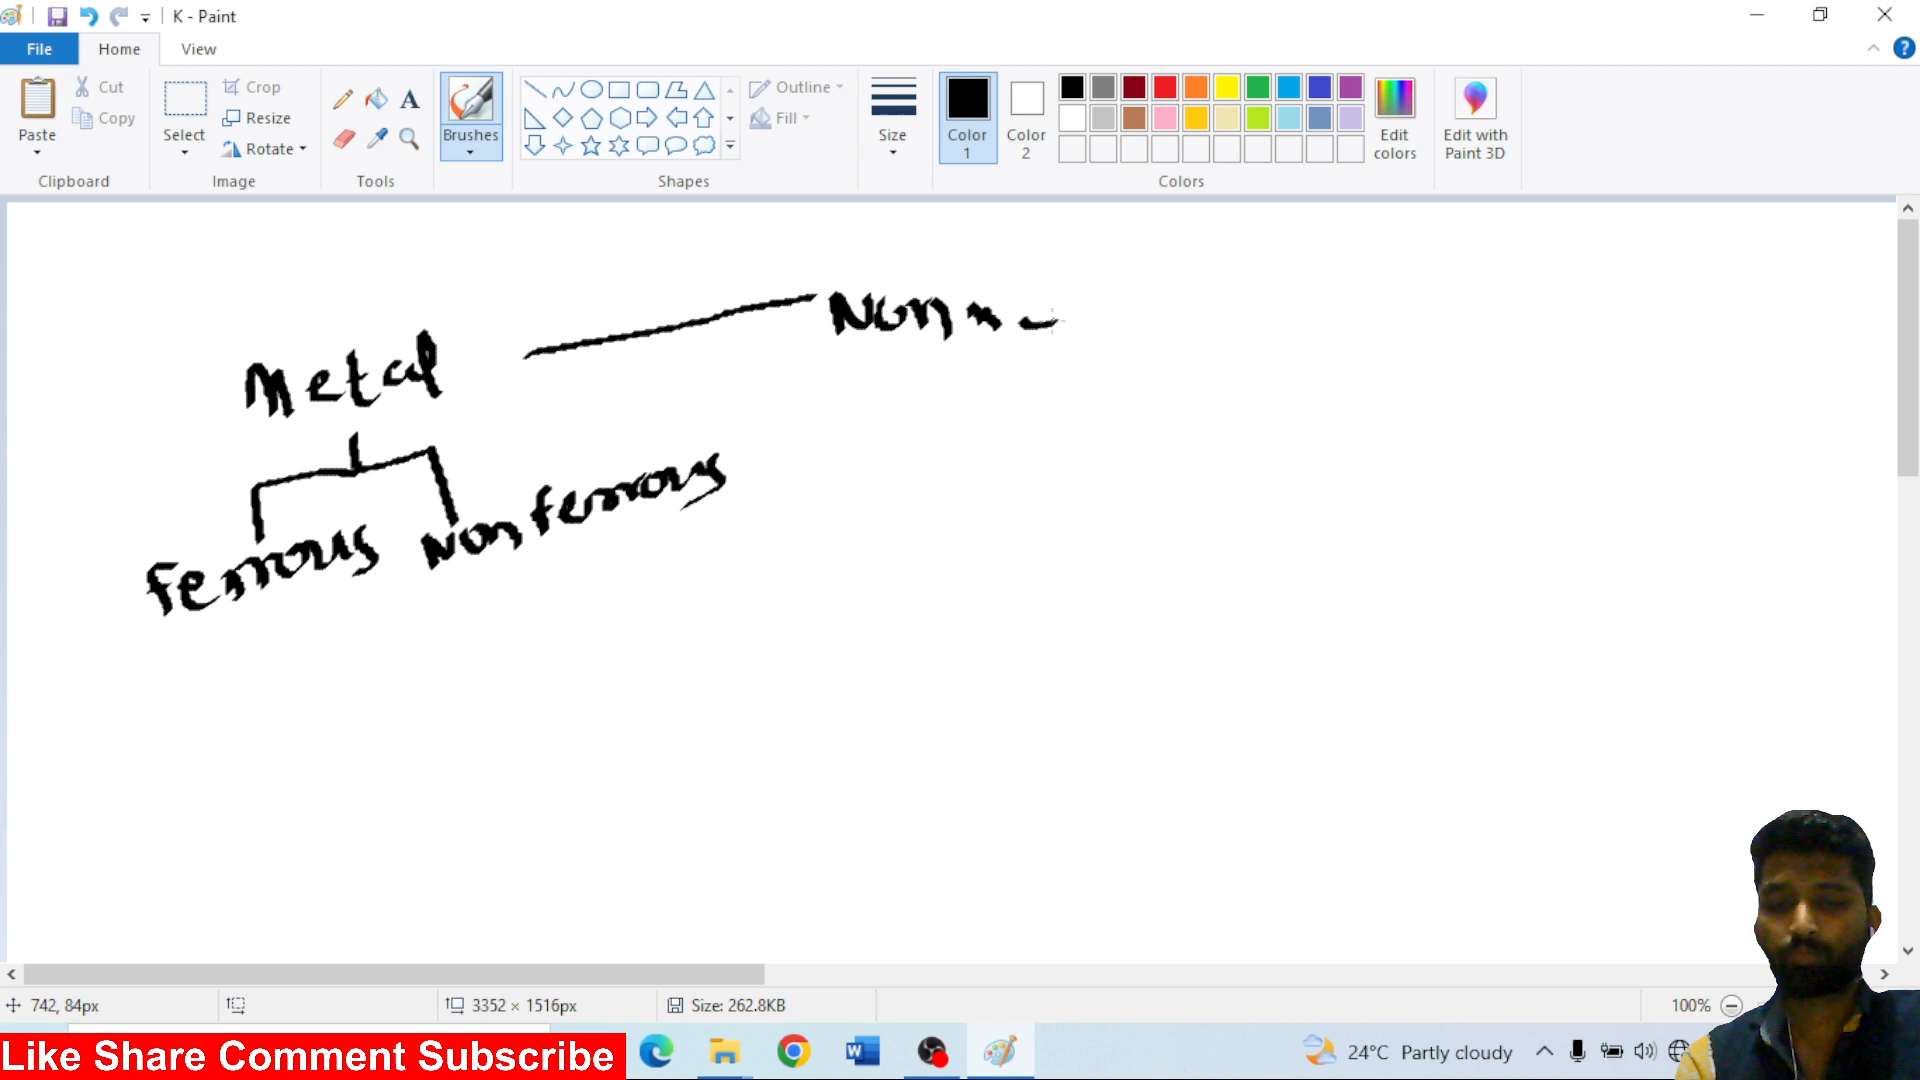 K - Paint
File Home View
Paste Cut Copy Clipboard
Select Crop Resize Rotate Image
Tools
Brushes
Shapes
Outline Fill
Size
Color 1 Color 2
Colors
Edit colors
Edit with Paint 3D
Non
Metal
Ferrous Non ferrous
742, 84px 3352 × 1516px Size: 262.8KB 100%
Like Share Comment Subscribe
24°C Partly cloudy